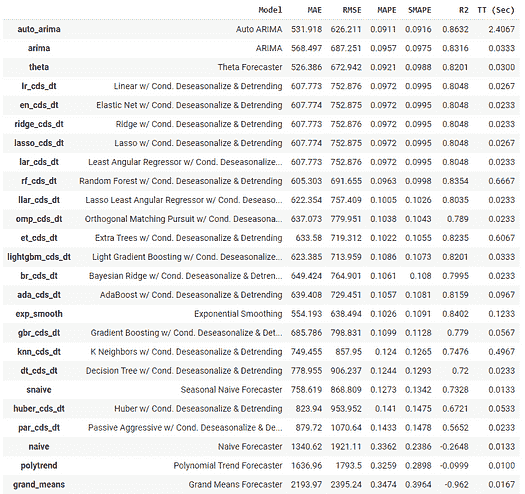 Model MAE RMSE MAPE SMAPE R2 TT (Sec)
auto_arima Auto ARIMA 531.918 626.211 0.0911 0.0916 0.8632 2.4067
arima ARIMA 568.497 687.251 0.0957 0.0975 0.8316 0.0333
theta Theta Forecaster 526.386 672.942 0.0921 0.0988 0.8201 0.0300
lr_cds_dt Linear w/ Cond. Deseasonalize & Detrending 607.773 752.876 0.0972 0.0995 0.8048 0.0267
en_cds_dt Elastic Net w/ Cond. Deseasonalize & Detrending 607.774 752.875 0.0972 0.0995 0.8048 0.0233
ridge_cds_dt Ridge w/ Cond. Deseasonalize & Detrending 607.773 752.876 0.0972 0.0995 0.8048 0.0233
lasso_cds_dt Lasso w/ Cond. Deseasonalize & Detrending 607.774 752.876 0.0972 0.0995 0.8048 0.0267
lar_cds_dt Least Angular Regressor w/ Cond. Deseasonalize... 607.773 752.876 0.0972 0.0995 0.8048 0.0233
rf_cds_dt Random Forest w/ Cond. Deseasonalize & Detrending 605.303 691.655 0.0963 0.0998 0.8354 0.6667
llar_cds_dt Lasso Least Angular Regressor w/ Cond. Deseaso... 622.354 757.409 0.1005 0.1026 0.8035 0.0233
omp_cds_dt Orthogonal Matching Pursuit w/ Cond. Deseasona... 637.073 779.951 0.1038 0.1043 0.789 0.0233
et_cds_dt Extra Trees w/ Cond. Deseasonalize & Detrending 633.58 719.312 0.1022 0.1055 0.8235 0.6067
lightgbm_cds_dt Light Gradient Boosting w/ Cond. Deseasonalize... 623.385 713.959 0.1086 0.1073 0.8201 0.0333
br_cds_dt Bayesian Ridge w/ Cond. Deseasonalize & Detren... 649.424 764.901 0.1061 0.108 0.7995 0.0233
ada_cds_dt AdaBoost w/ Cond. Deseasonalize & Detrending 639.408 729.451 0.1057 0.1081 0.8159 0.0967
exp_smooth Exponential Smoothing 554.193 638.494 0.1026 0.1091 0.8402 0.1233
gbr_cds_dt Gradient Boosting w/ Cond. Deseasonalize & Det... 685.786 798.831 0.1099 0.1128 0.779 0.0567
knn_cds_dt K Neighbors w/ Cond. Deseasonalize & Detrending 749.455 857.95 0.124 0.1265 0.7476 0.4967
dt_cds_dt Decision Tree w/ Cond. Deseasonalize & Detrending 778.955 906.237 0.1244 0.1293 0.72 0.0233
snaive Seasonal Naive Forecaster 758.619 868.809 0.1273 0.1342 0.7328 0.0133
huber_cds_dt Huber w/ Cond. Deseasonalize & Detrending 823.94 953.952 0.141 0.1475 0.6721 0.0533
par_cds_dt Passive Aggressive w/ Cond. Deseasonalize & De... 879.72 1070.64 0.1433 0.1478 0.5652 0.0233
naive Naive Forecaster 1340.62 1921.11 0.3362 0.2386 -0.2648 0.0133
polytrend Polynomial Trend Forecaster 1636.96 1793.5 0.3259 0.2898 -0.0999 0.0100
grand_means Grand Means Forecaster 2193.97 2395.24 0.3474 0.3964 -0.962 0.0167